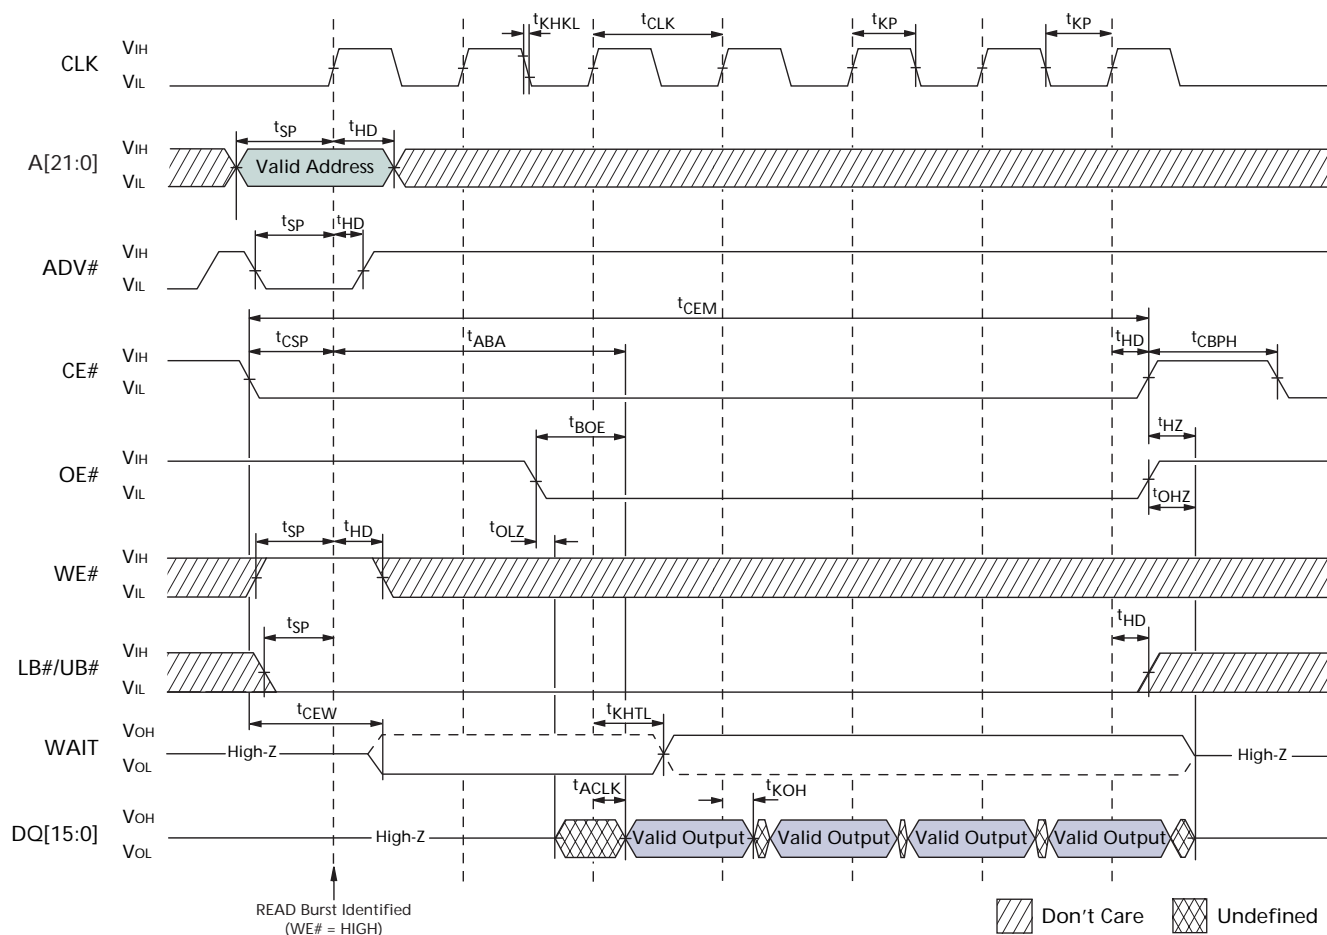 tKHKL tCLK tKP tKP
CLK VIH VIL
tSP tHD
A[21:0] VIH VIL Valid Address
tSP tHD
ADV# VIH VIL
tCEM
tCSP tABA tHD tCBPH
CE# VIH VIL
tBOE tHZ
OE# VIH VIL
tOHZ
tSP tHD tOLZ
WE# VIH VIL
tSP tHD
LB#/UB# VIH VIL
tCEW tKHTL
WAIT VOH VOL High-Z High-Z
tACLK tKOH
DQ[15:0] VOH VOL High-Z Valid Output Valid Output Valid Output Valid Output
READ Burst Identified
(WE# = HIGH)
Don't Care Undefined